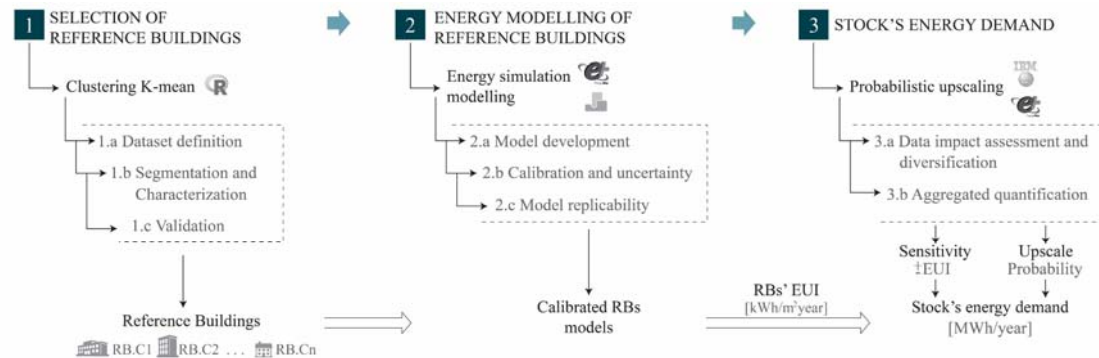 1 SELECTION OF
REFERENCE BUILDINGS
Clustering K-mean R
1.a Dataset definition
1.b Segmentation and
Characterization
1.c Validation
Reference Buildings
RB.C1 RB.C2 ... RB.Cn
2 ENERGY MODELLING OF
REFERENCE BUILDINGS
Energy simulation
modelling
2.a Model development
2.b Calibration and uncertainty
2.c Model replicability
Calibrated RBs
models
RBs' EUI
[kWh/m²year]
3 STOCK'S ENERGY DEMAND
IBM
Probabilistic upscaling
3.a Data impact assessment and
diversification
3.b Aggregated quantification
Sensitivity
‡EUI
Upscale
Probability
Stock's energy demand
[MWh/year]